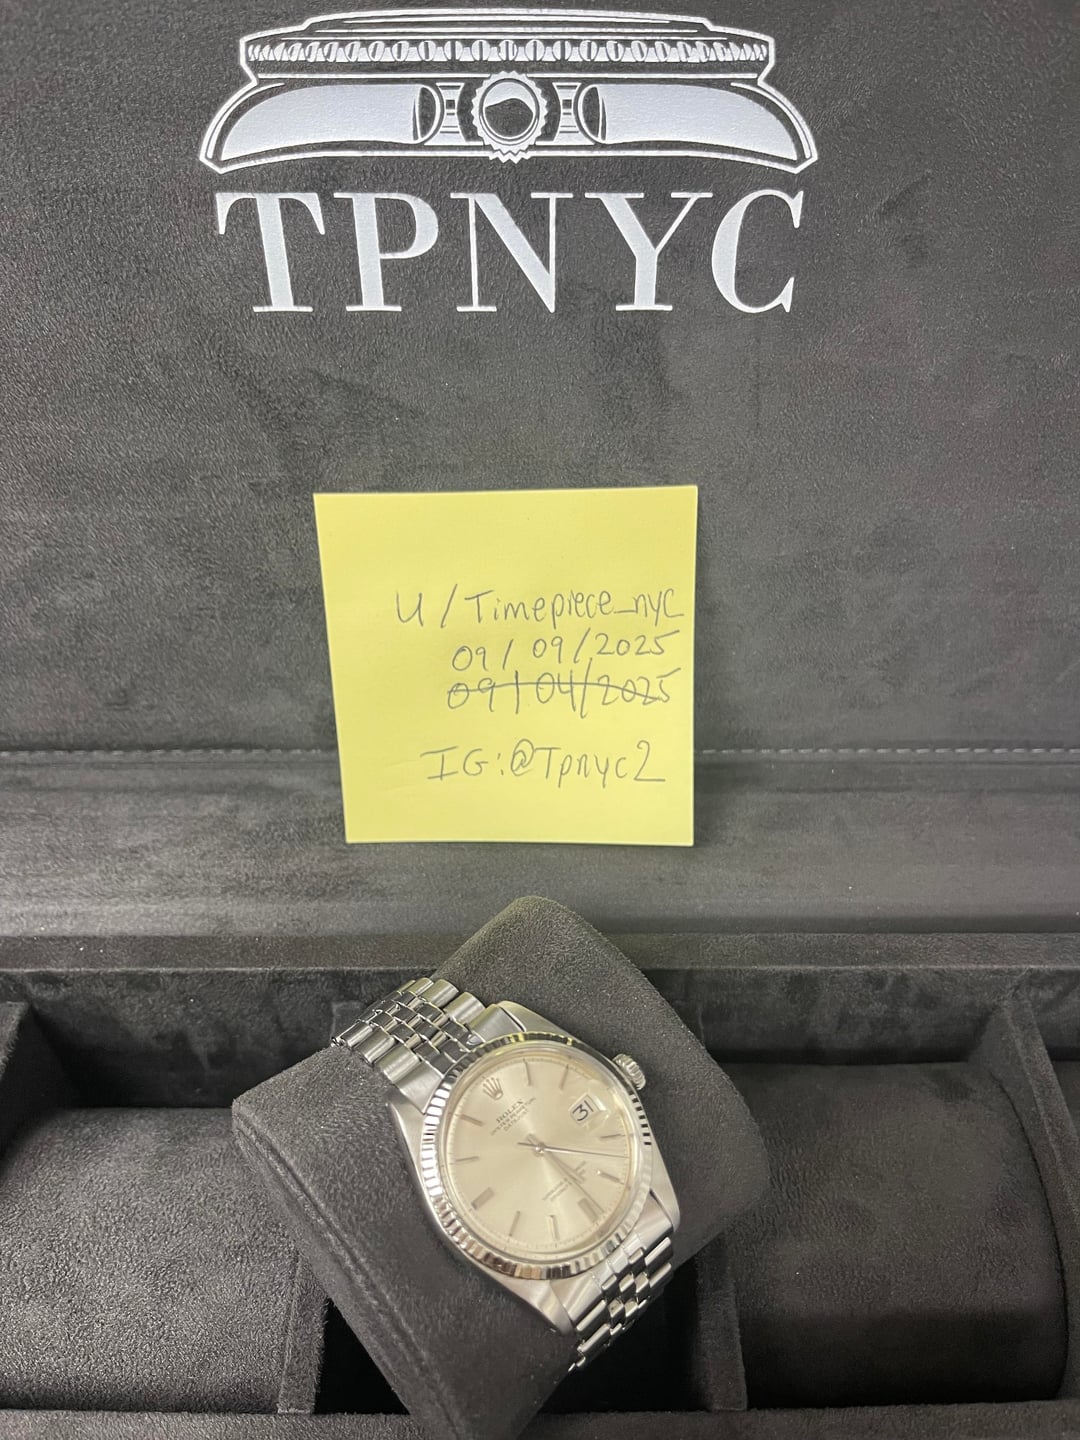 TPNYC
U/Timepiece_nyc
09/09/2025
09/04/2025
IG:@Tpnyc2
31
ROLEX